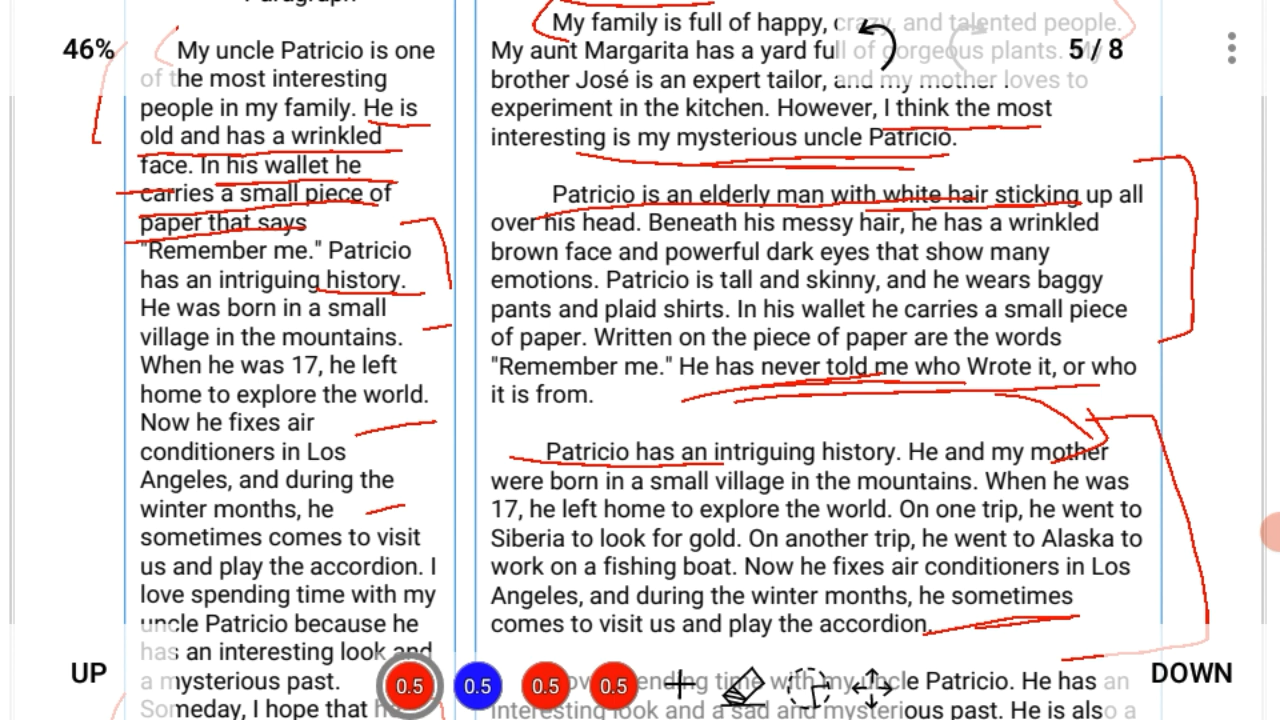 Paragraph
46%
My uncle Patricio is one
of the most interesting
people in my family. He is
old and has a wrinkled
face. In his wallet he
carries a small piece of
paper that says
"Remember me." Patricio
has an intriguing history.
He was born in a small
village in the mountains.
When he was 17, he left
home to explore the world.
Now he fixes air
conditioners in Los
Angeles, and during the
winter months, he
sometimes comes to visit
us and play the accordion. I
love spending time with my
uncle Patricio because he
has an interesting look and
a mysterious past.
Someday, I hope that he
My family is full of happy, crazy, and talented people.
My aunt Margarita has a yard full of gorgeous plants. My
brother José is an expert tailor, and my mother loves to
experiment in the kitchen. However, I think the most
interesting is my mysterious uncle Patricio.
Patricio is an elderly man with white hair sticking up all
over his head. Beneath his messy hair, he has a wrinkled
brown face and powerful dark eyes that show many
emotions. Patricio is tall and skinny, and he wears baggy
pants and plaid shirts. In his wallet he carries a small piece
of paper. Written on the piece of paper are the words
"Remember me." He has never told me who Wrote it, or who
it is from.
Patricio has an intriguing history. He and my mother
were born in a small village in the mountains. When he was
17, he left home to explore the world. On one trip, he went to
Siberia to look for gold. On another trip, he went to Alaska to
work on a fishing boat. Now he fixes air conditioners in Los
Angeles, and during the winter months, he sometimes
comes to visit us and play the accordion.
time with my uncle Patricio. He has an
interesting look and a sad and mysterious past. He is also a
5 / 8
UP
0.5
0.5
0.5
0.5
DOWN